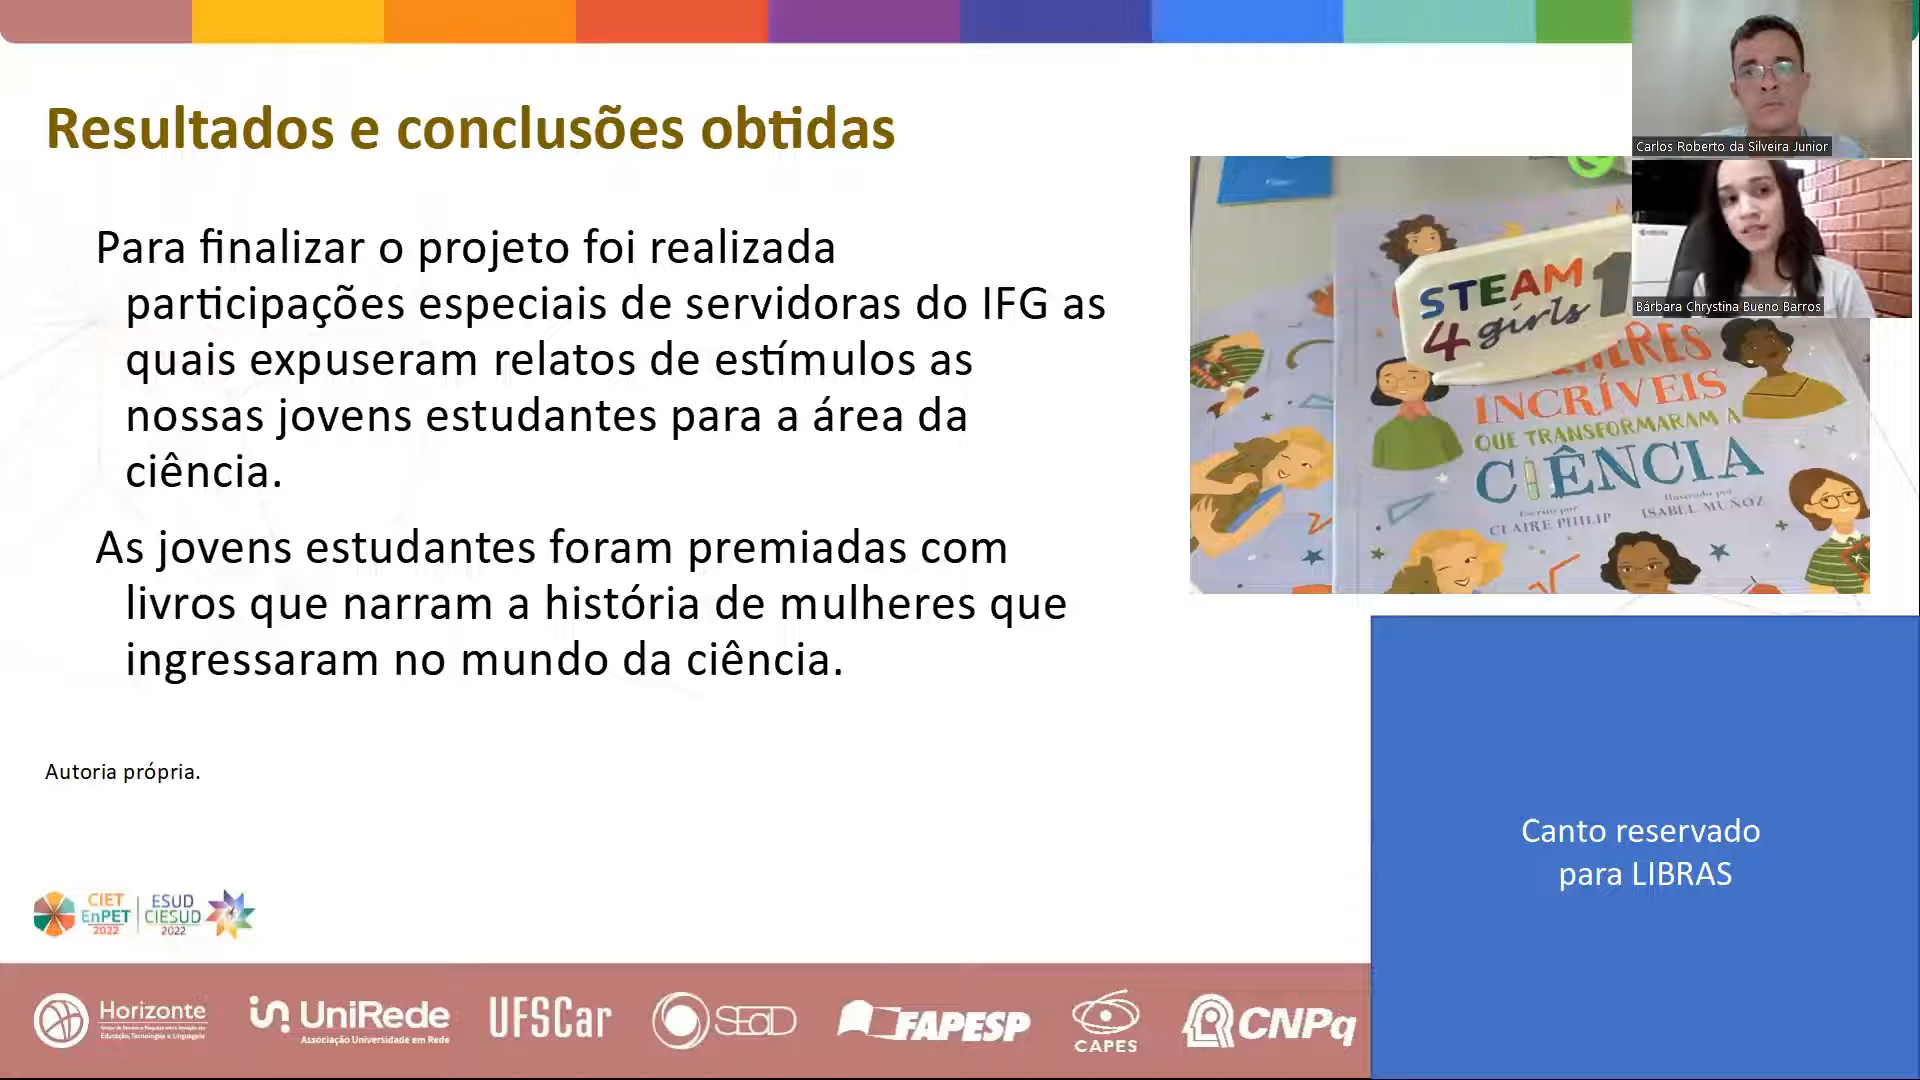 Resultados e conclusões obtidas
Para finalizar o projeto foi realizada
participações especiais de servidoras do IFG as
quais expuseram relatos de estímulos as
nossas jovens estudantes para a área da
ciência.
As jovens estudantes foram premiadas com
livros que narram a história de mulheres que
ingressaram no mundo da ciência.
Autoria própria.
Carlos Roberto da Silveira Junior
Bárbara Chrystina Bueno Barros
STEAM
4 girls
INCRÍVEIS
QUE TRANSFORMARAM A
CIÊNCIA
Escrito por
CLAIRE PHILIP
Ilustrado por
ISABEL MUÑOZ
Canto reservado
para LIBRAS
CIET
EnPET
2022
ESUD
CIESUD
2022
Horizonte
UniRede
Associação Universidade em Rede
UFSCar
SEaD
FAPESP
CAPES
CNPq